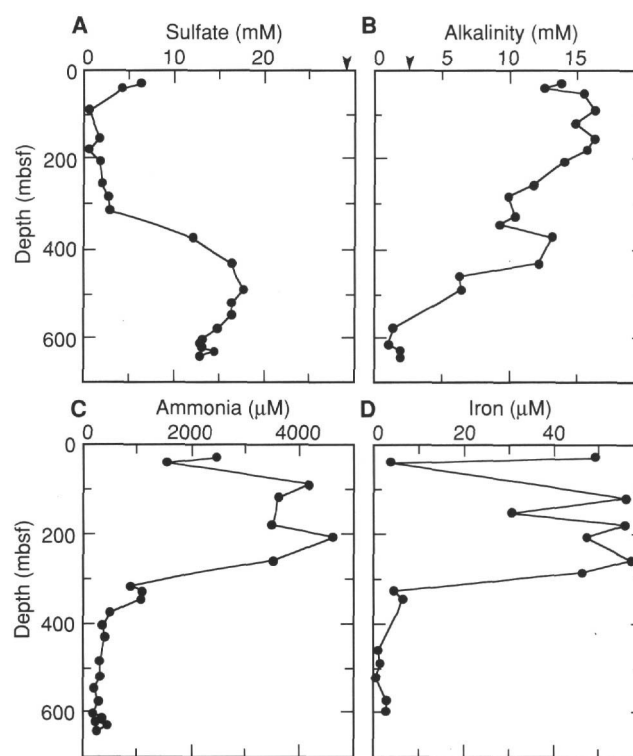 A Sulfate (mM) B Alkalinity (mM)
0 10 20 0 5 10 15
0
200
400
600
Depth (mbsf)
C Ammonia (µM) D Iron (µM)
0 2000 4000 0 20 40
0
200
400
600
Depth (mbsf)